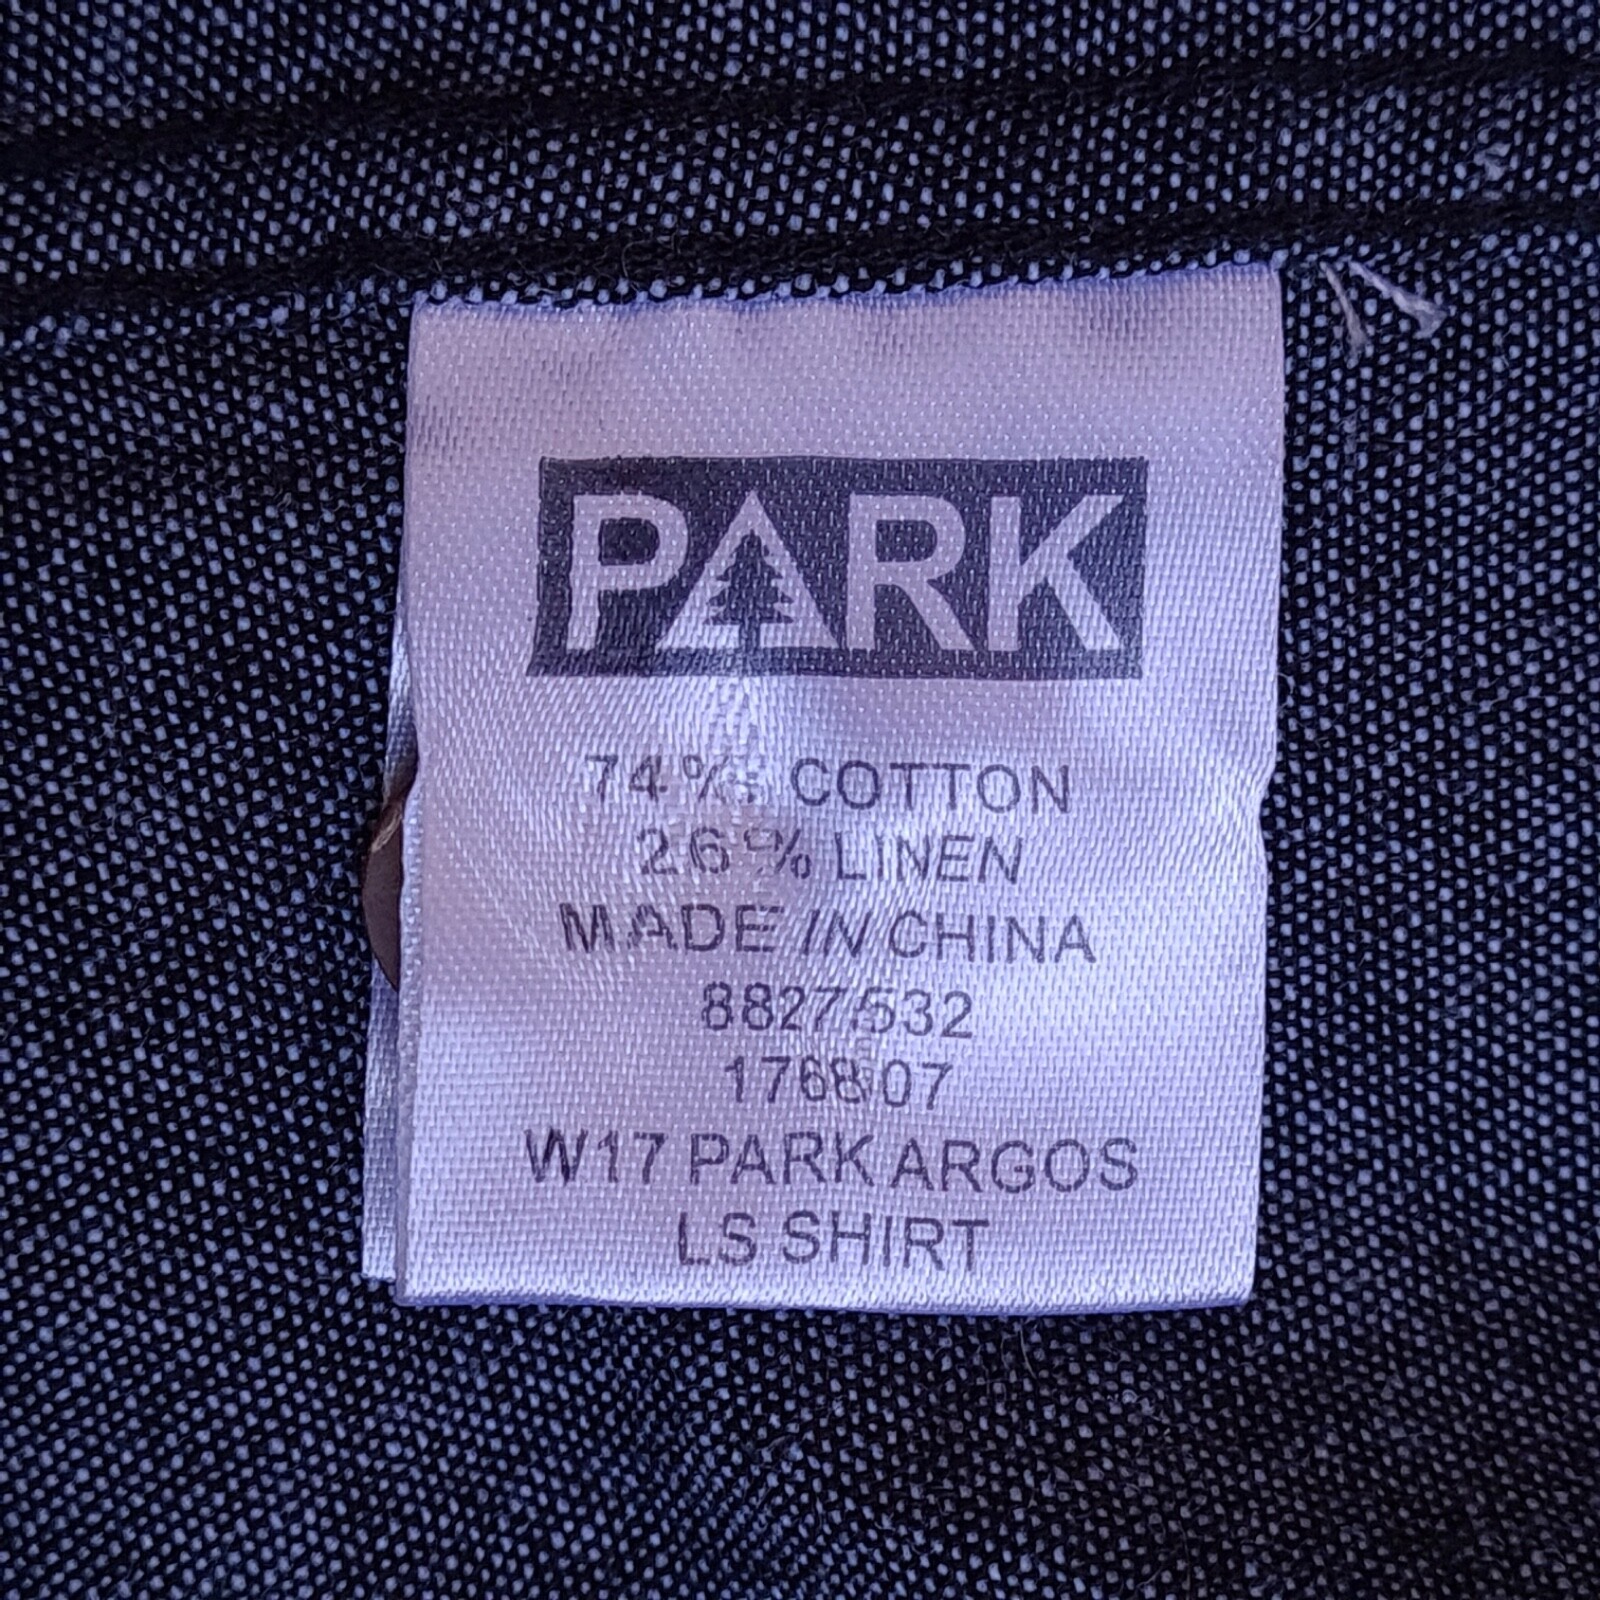 PARK
74% COTTON
26% LINEN
MADE IN CHINA
8827532
176807
W17 PARK ARGOS
LS SHIRT